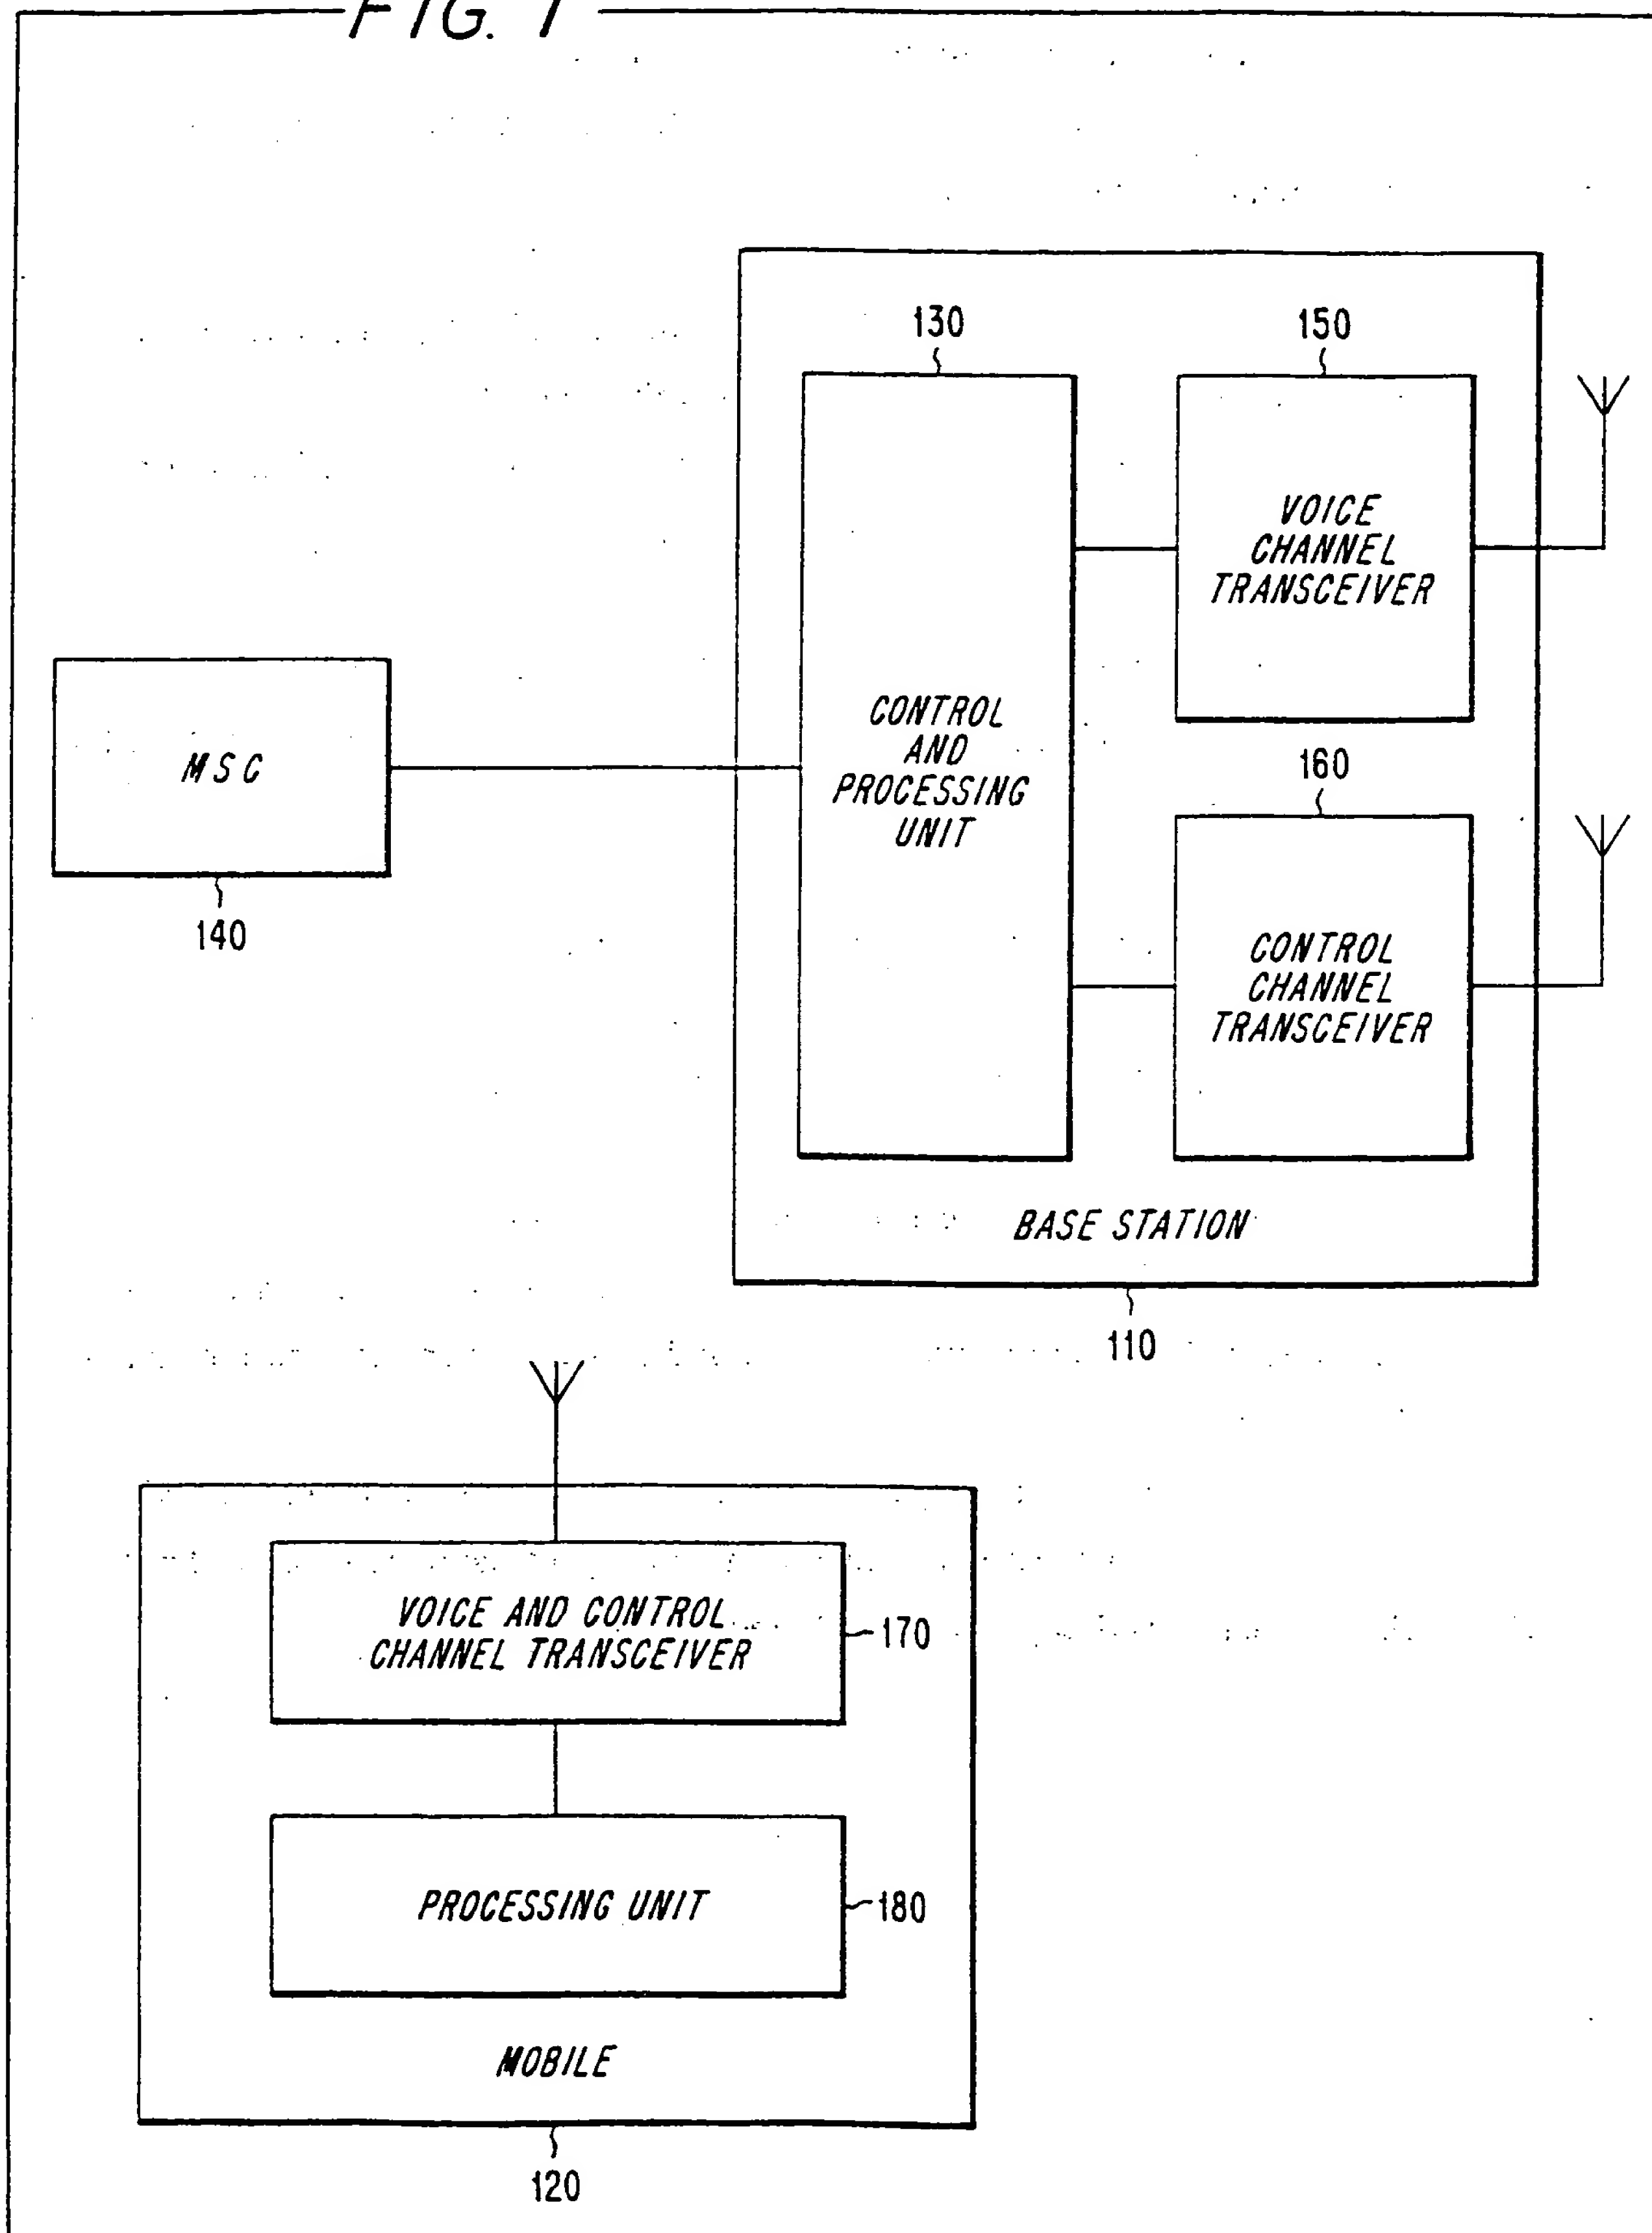 FIG. 1
130
150
VOICE
CHANNEL
TRANSCEIVER
CONTROL
AND
PROCESSING
UNIT
MSC
140
160
CONTROL
CHANNEL
TRANSCEIVER
BASE STATION
110
VOICE AND CONTROL
CHANNEL TRANSCEIVER
170
PROCESSING UNIT
180
MOBILE
120